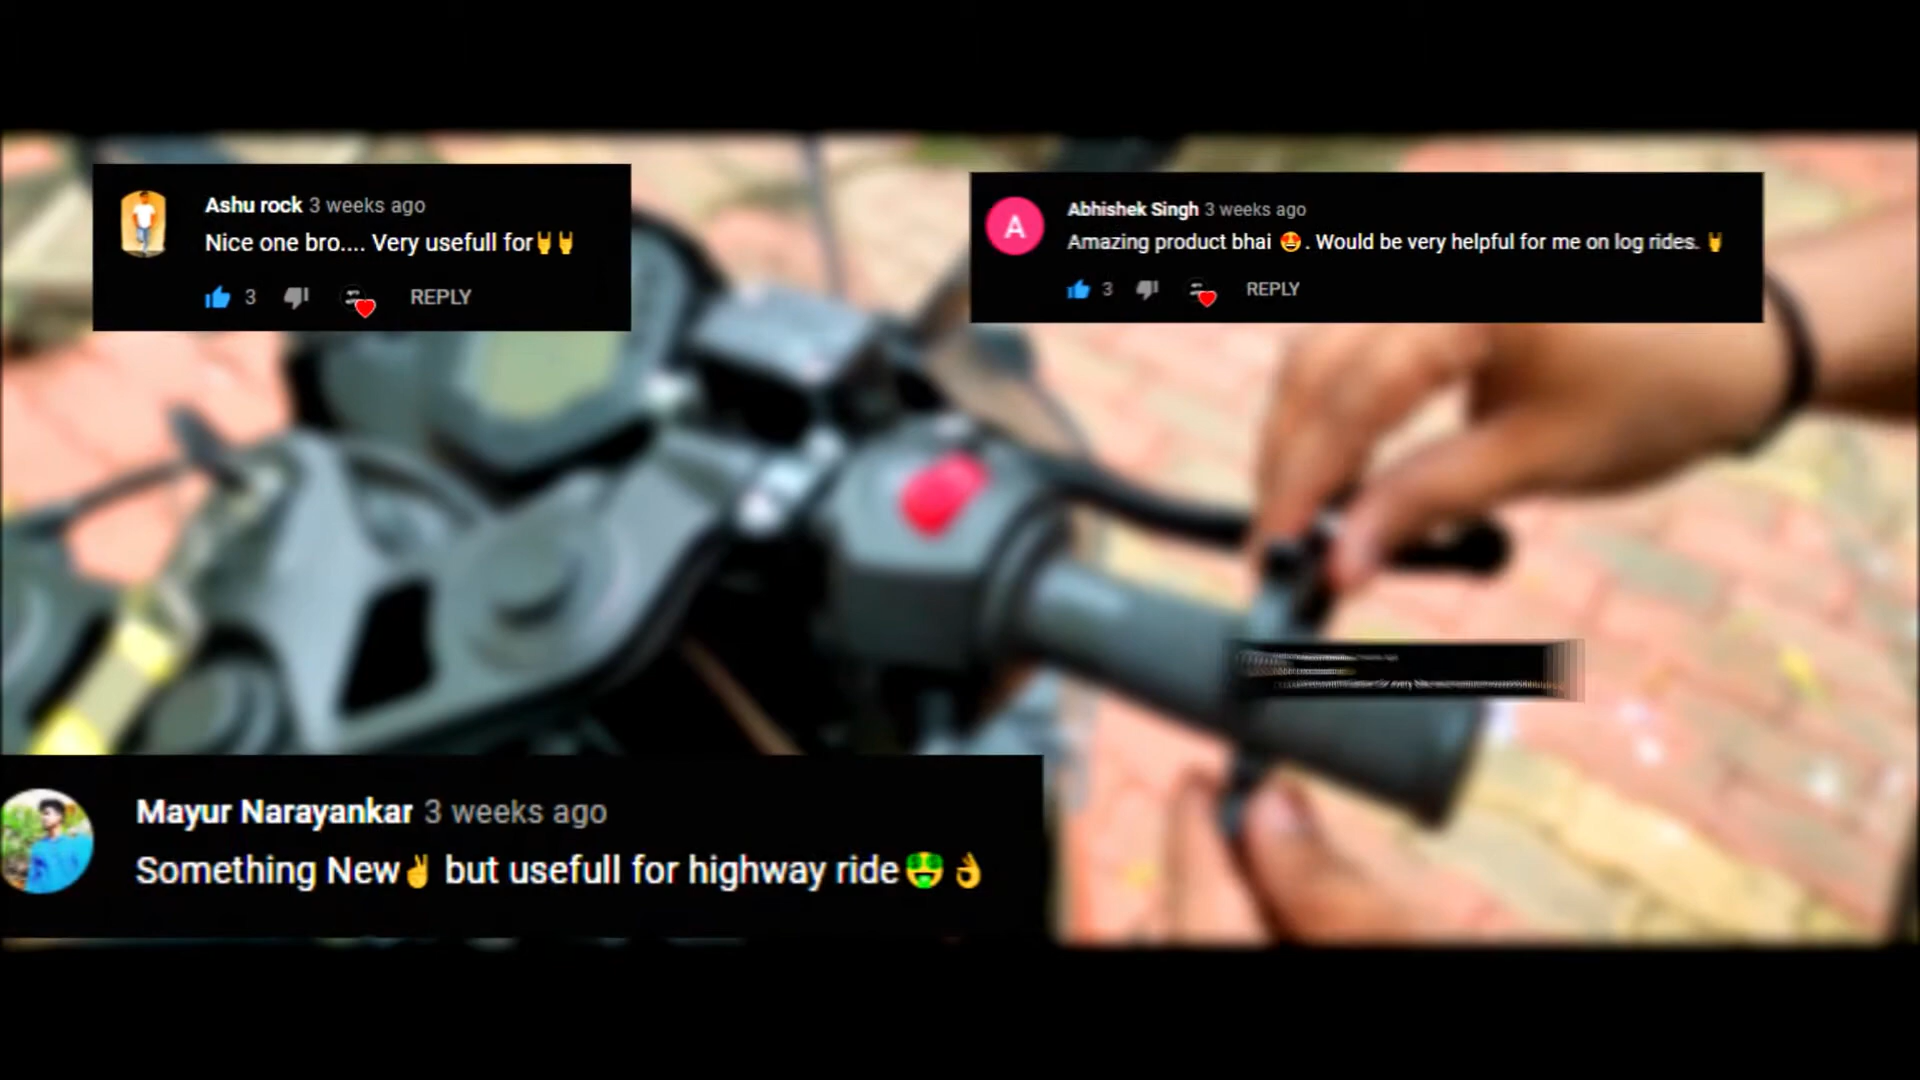 Ashu rock 3 weeks ago
Nice one bro.... Very usefull for🤘🤘
3 REPLY
A
Abhishek Singh 3 weeks ago
Amazing product bhai 😍. Would be very helpful for me on log rides. 🤘
3 REPLY
Mayur Narayankar 3 weeks ago
Something New✌ but usefull for highway ride🤑👌